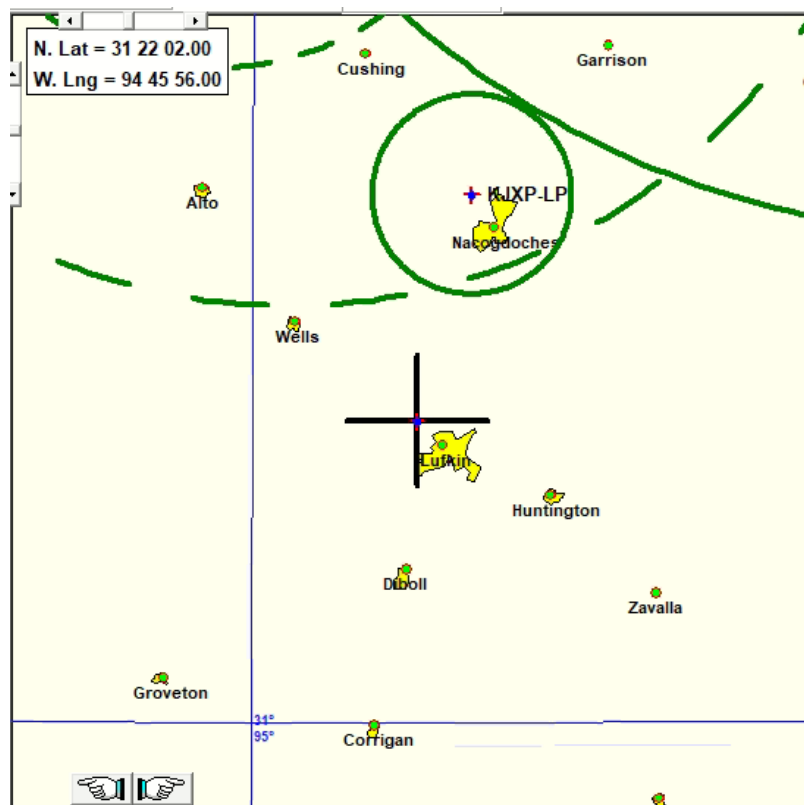 N. Lat = 31 22 02.00
W. Lng = 94 45 56.00
Cushing
Garrison
KJXP-LP
Alto
Nacogdoches
Wells
Lufkin
Huntington
Diboll
Zavalla
Groveton
31°
95°
Corrigan